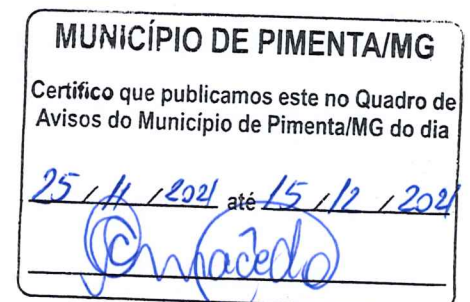 MUNICÍPIO DE PIMENTA/MG
Certifico que publicamos este no Quadro de
Avisos do Município de Pimenta/MG do dia
25 / 11 / 2021 até 15 / 12 / 2021